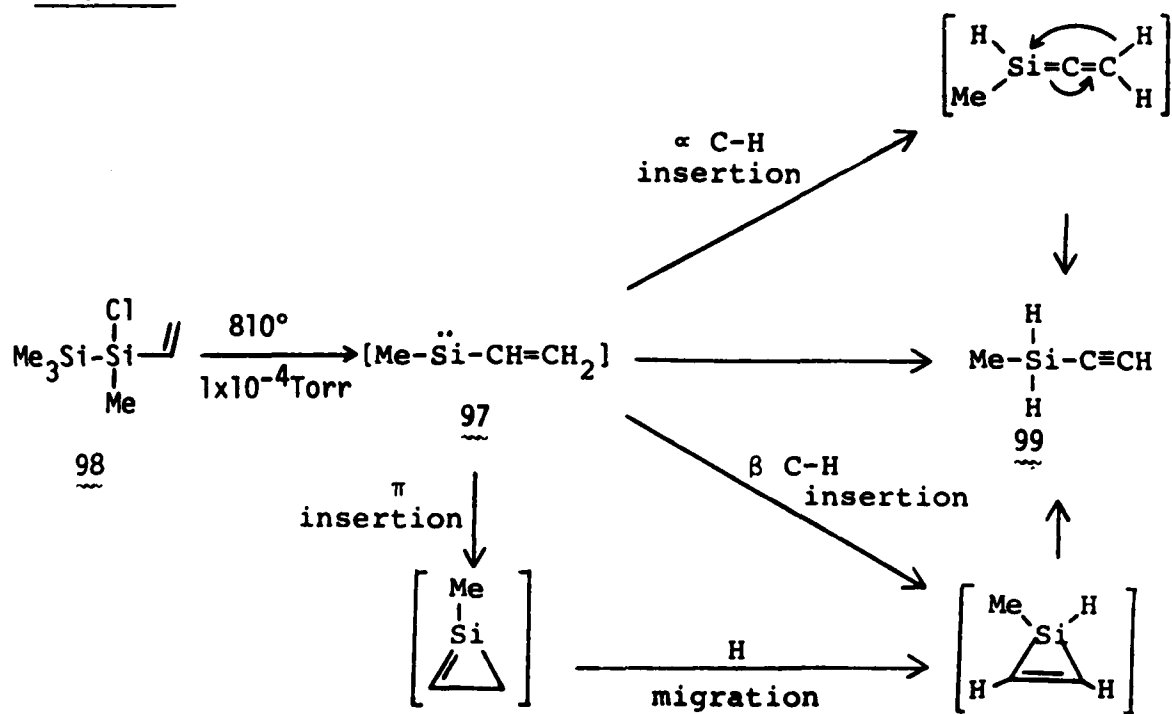 H
H
Si=C=C
Me
H
∝ C-H
insertion
Cl
Me3Si-Si
Me
98
810°
1x10-4Torr
[Me-S̈i-CH=CH2]
97
H
Me-Si-C≡CH
H
99
π
insertion
β C-H
insertion
Me
Si
H
migration
Me
H
Si
H
H